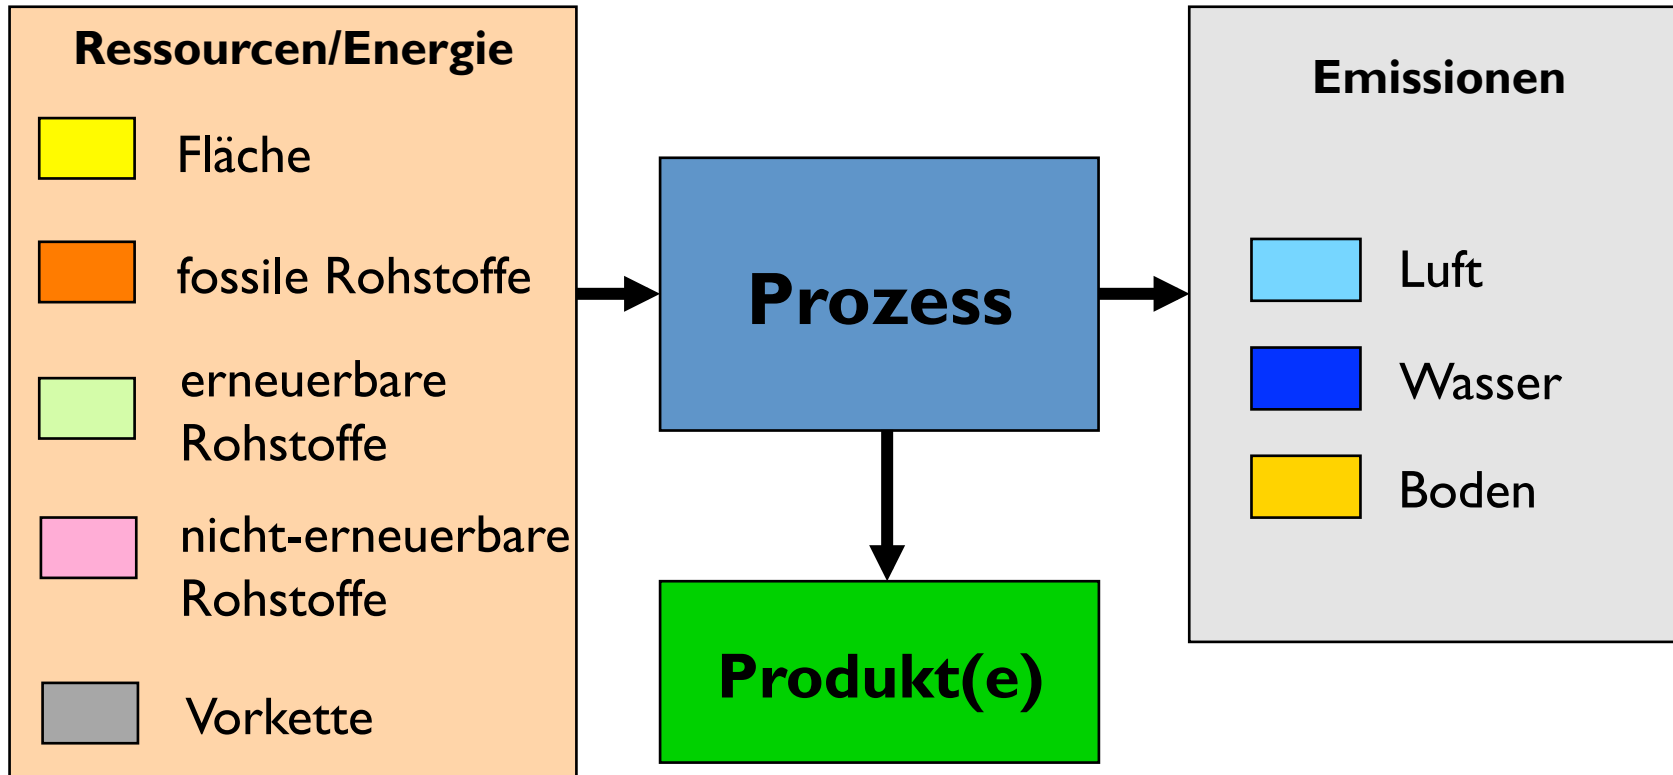 Ressourcen/Energie
Fläche
fossile Rohstoffe
erneuerbare
Rohstoffe
nicht-erneuerbare
Rohstoffe
Vorkette
Prozess
Produkt(e)
Emissionen
Luft
Wasser
Boden